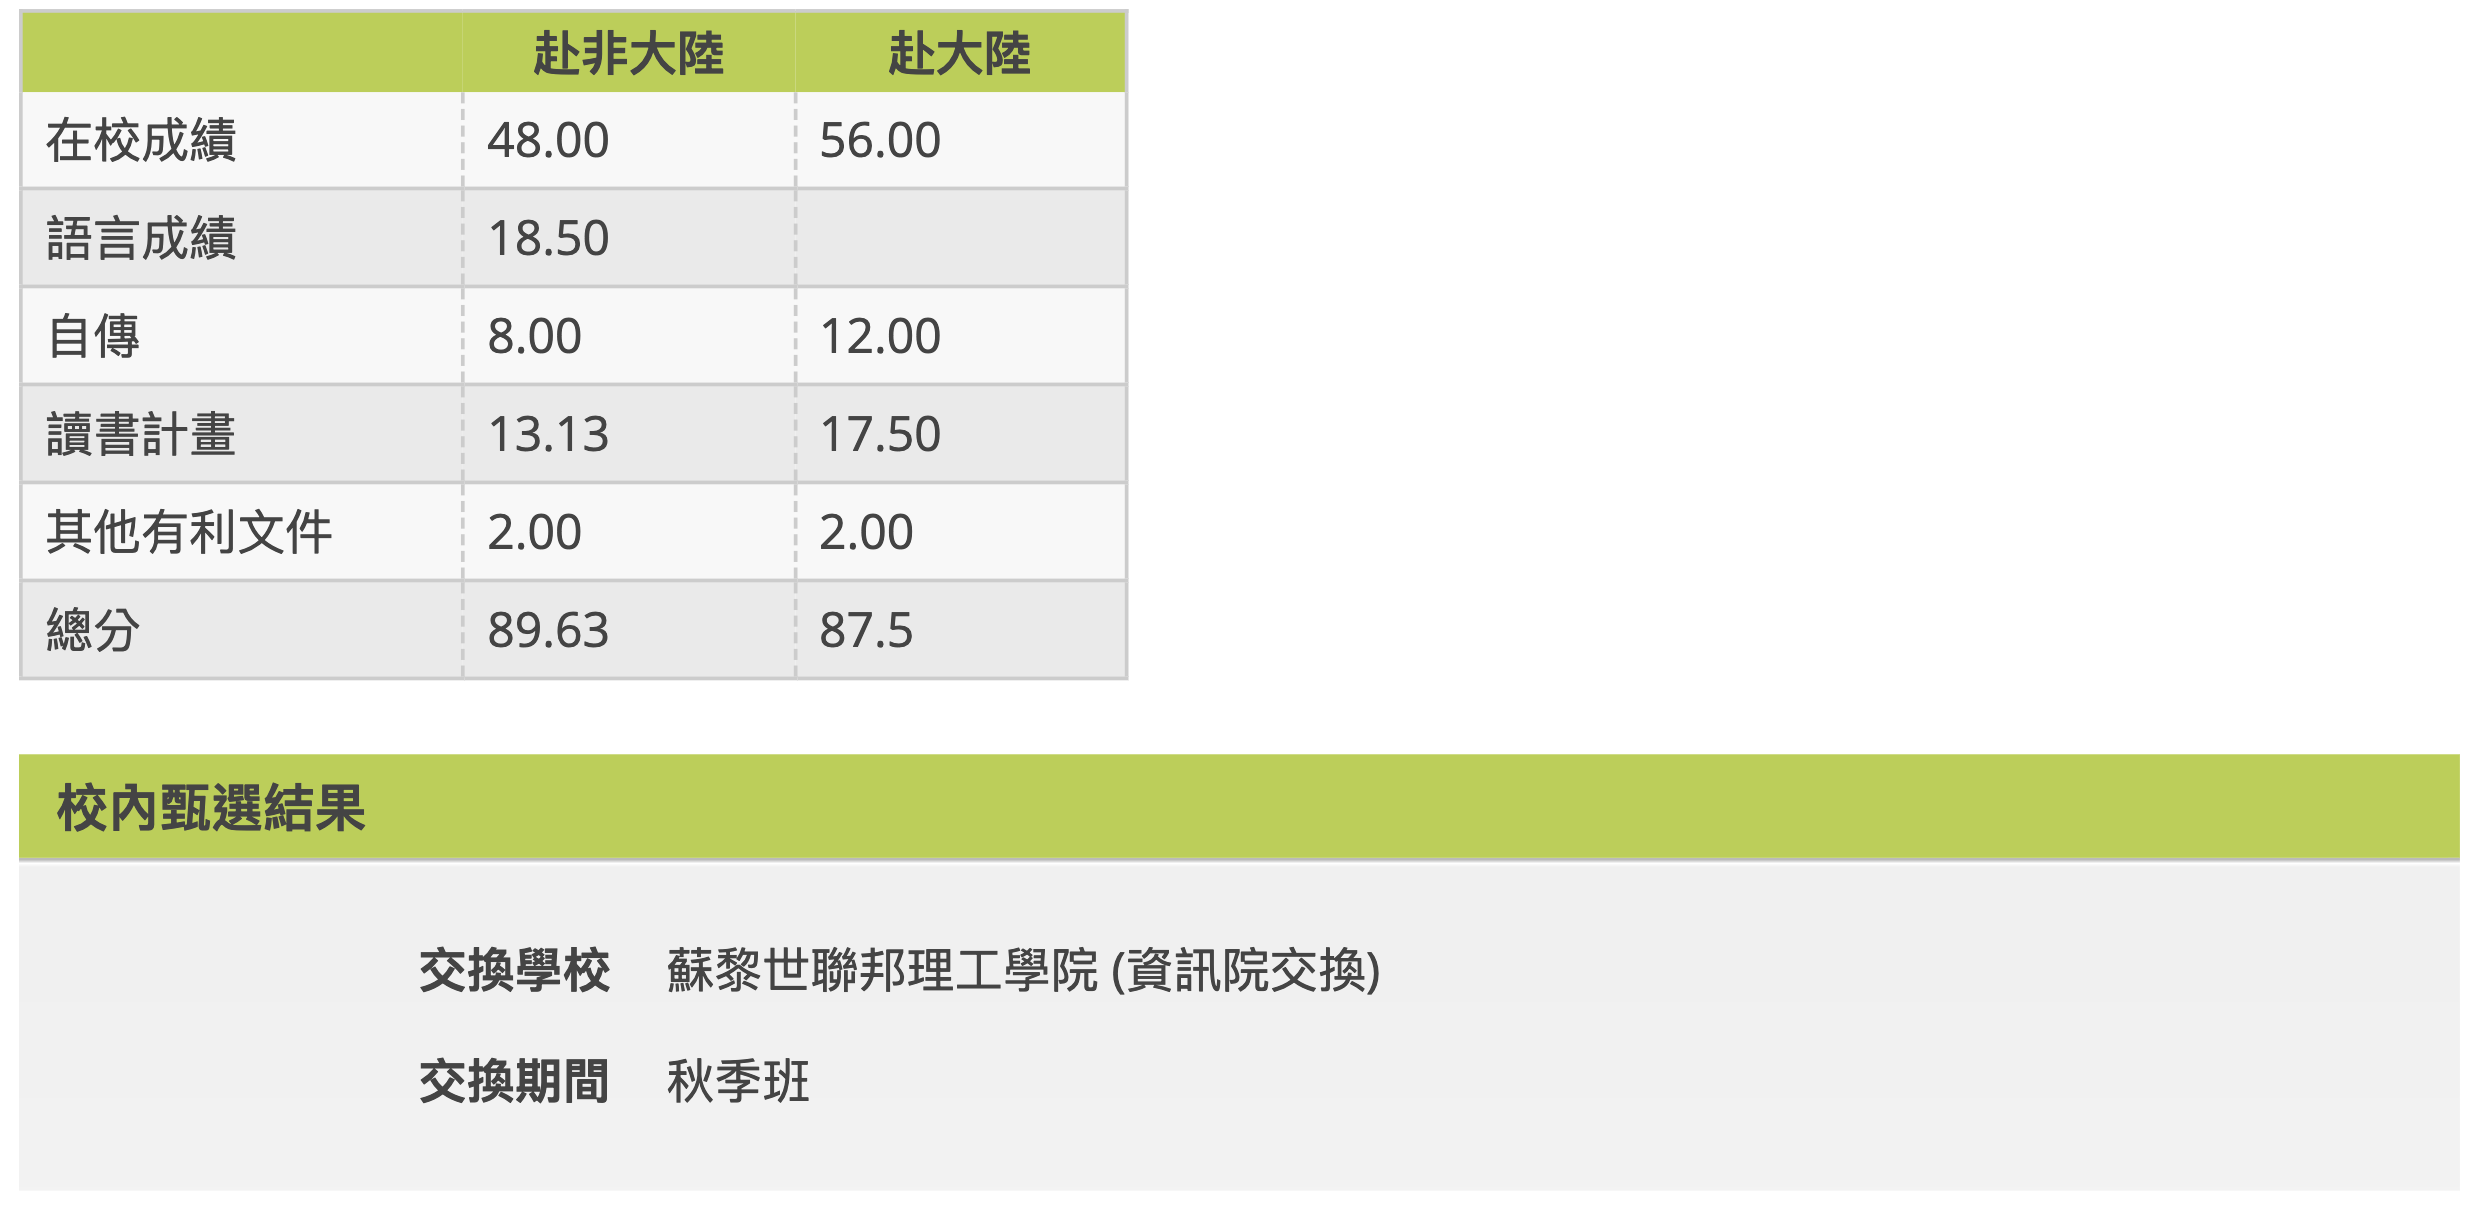 赴非大陸 赴大陸
在校成績 48.00 56.00
語言成績 18.50
自傳 8.00 12.00
讀書計畫 13.13 17.50
其他有利文件 2.00 2.00
總分 89.63 87.5
校內甄選結果
交換學校 蘇黎世聯邦理工學院 (資訊院交換)
交換期間 秋季班